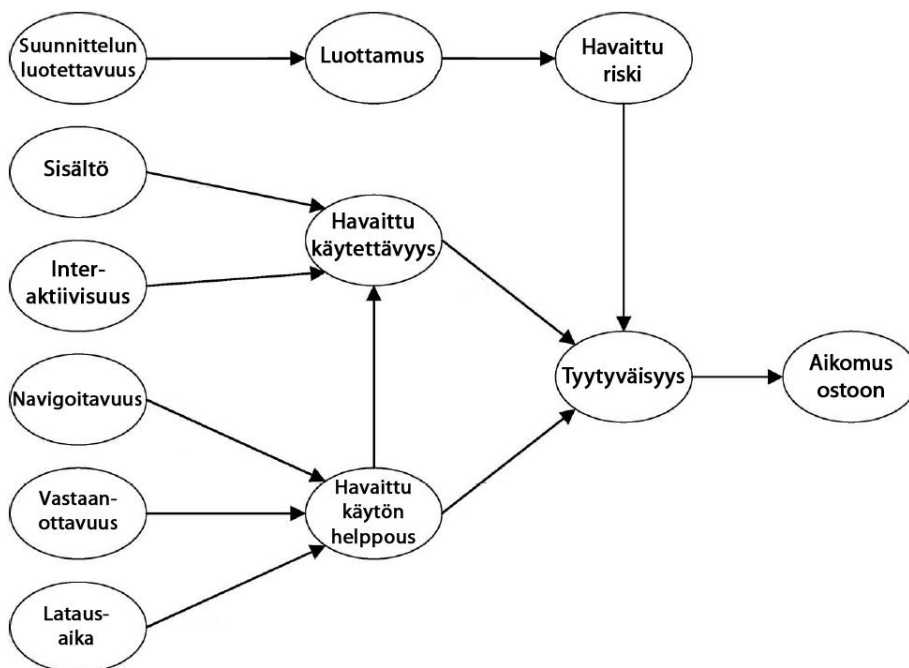 Suunnittelun
luotettavuus
Luottamus
Havaittu
riski
Sisältö
Havaittu
käytettävyys
Inter-
aktiivisuus
Tyytyväisyys
Aikomus
ostoon
Navigoitavuus
Havaittu
käytön
helppous
Vastaan-
ottavuus
Lataus-
aika